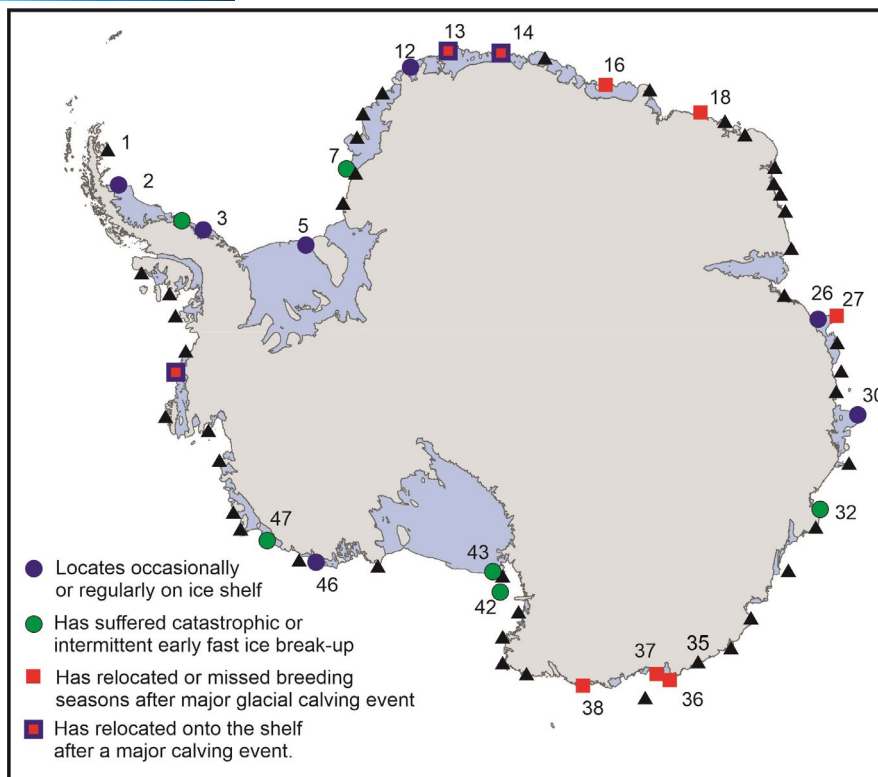 13
14
12
16
18
1
7
2
3
5
26
27
30
47
32
43
46
42
37
35
36
38
Locates occasionally
or regularly on ice shelf
Has suffered catastrophic or
intermittent early fast ice break-up
Has relocated or missed breeding
seasons after major glacial calving event
Has relocated onto the shelf
after a major calving event.